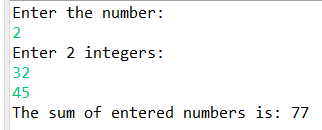 Enter the number:
2
Enter 2 integers:
32
45
The sum of entered numbers is: 77